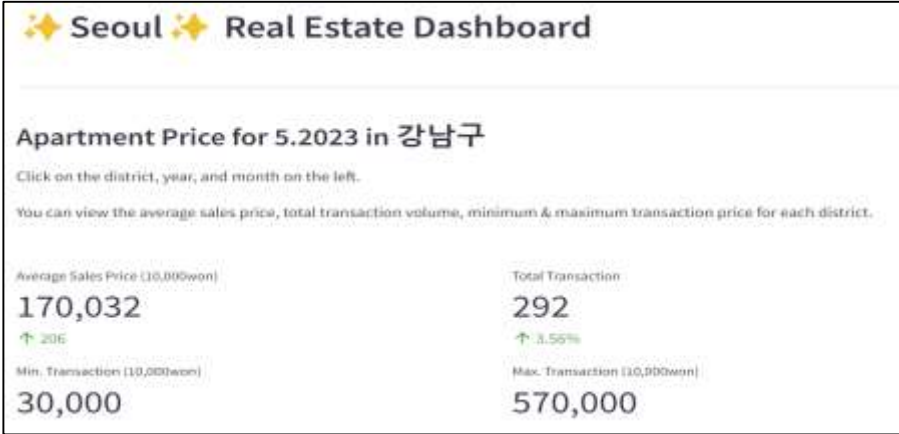 ✨ Seoul ✨ Real Estate Dashboard
Apartment Price for 5.2023 in 강남구
Click on the district, year, and month on the left.
You can view the average sales price, total transaction volume, minimum & maximum transaction price for each district.
Average Sales Price (10,000won)
170,032
↑ 206
Total Transaction
292
↑ 3.56%
Min. Transaction (10,000won)
30,000
Max. Transaction (10,000won)
570,000